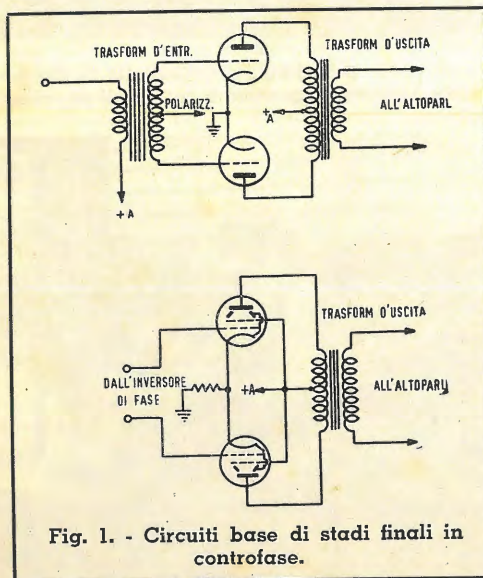 TRASFORM D'ENTR.
TRASFORM D'USCITA
POLARIZZ.
+A
ALL'ALTOPARL
+A
TRASFORM D'USCITA
DALL'INVERSORE
DI FASE
+A
ALL'ALTOPARL
Fig. 1. - Circuiti base di stadi finali in
controfase.